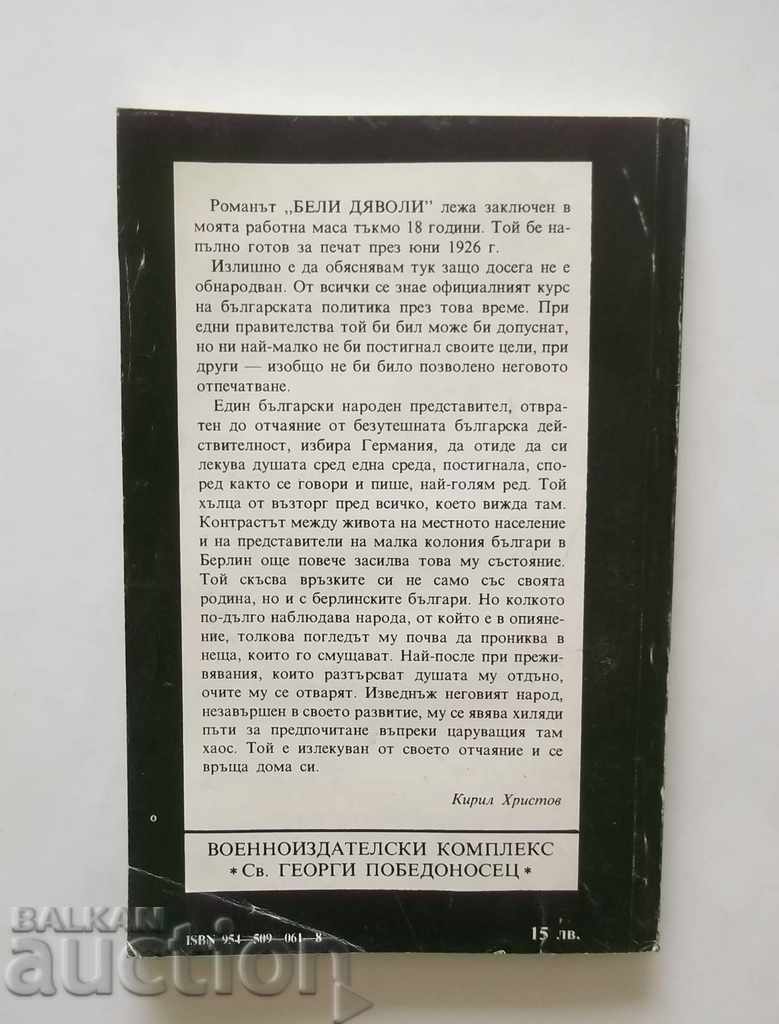 Романът „БЕЛИ ДЯВОЛИ" лежа заключен в
моята работна маса тъкмо 18 години. Той бе на-
пълно готов за печат през юни 1926 г.
Излишно е да обяснявам тук защо досега не е
обнародван. От всички се знае официалният курс
на българската политика през това време. При
едни правителства той би бил може би допуснат,
но ни най-малко не би постигнал своите цели, при
други — изобщо не би било позволено неговото
отпечатване.
Един български народен представител, отвра-
тен до отчаяние от безутешната българска дей-
ствителност, избира Германия, да отиде да си
лекува душата сред една среда, постигнала, спо-
ред както се говори и пише, най-голям ред. Той
хълца от възторг пред всичко, което вижда там.
Контрастът между живота на местното население
и на представители на малка колония българи в
Берлин още повече засилва това му състояние.
Той скъсва връзките си не само със своята
родина, но и с берлинските българи. Но колкото
по-дълго наблюдава народа, от който е в опияне-
ние, толкова погледът му почва да прониква в
неща, които го смущават. Най-после при прежи-
вявания, които разтърсват душата му отдъно,
очите му се отварят. Изведнъж неговият народ,
незавършен в своето развитие, му се явява хиляди
пъти за предпочитане въпреки царуващия там
хаос. Той е излекуван от своето отчаяние и се
връща дома си.
Кирил Христов
ВОЕННОИЗДАТЕЛСКИ КОМПЛЕКС
* Св. ГЕОРГИ ПОБЕДОНОСЕЦ *
ISBN 954—509—061—8
15 лв.
BALKAN
auction